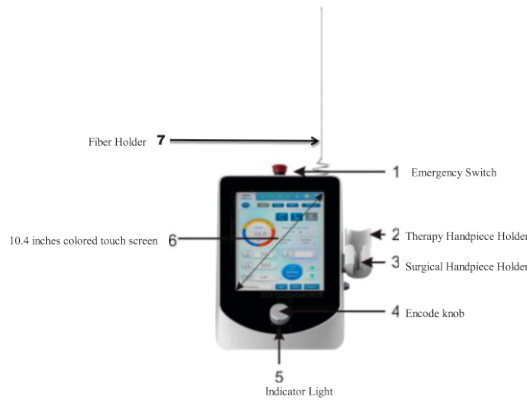 Fiber Holder 7
1 Emergency Switch
2 Therapy Handpiece Holder
10.4 inches colored touch screen 6
3 Surgical Handpiece Holder
4 Encode knob
5
Indicator Light